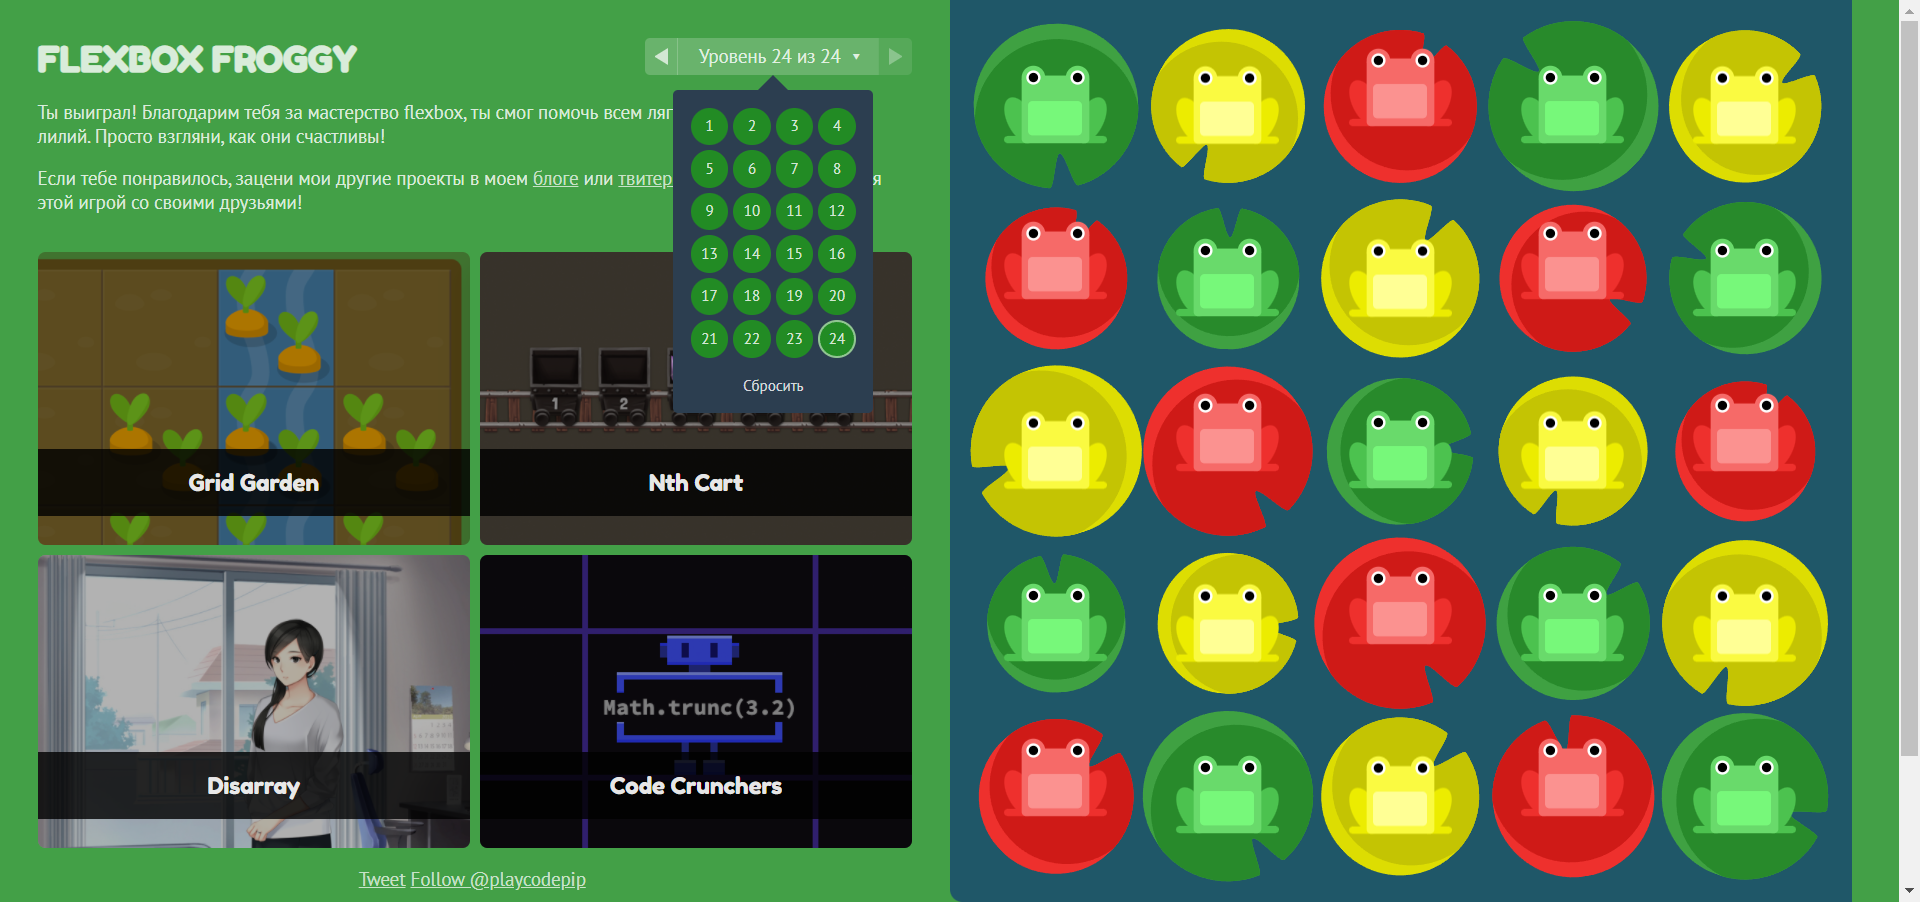 FLEXBOX FROGGY
Уровень 24 из 24
Ты выиграл! Благодарим тебя за мастерство flexbox, ты смог помочь всем
лилий. Просто взгляни, как они счастливы!
Если тебе понравилось, зацени мои другие проекты в моем блоге или
этой игрой со своими друзьями!
1 2 3 4
5 6 7 8
9 10 11 12
13 14 15 16
17 18 19 20
21 22 23 24
Сбросить
1 2
Grid Garden
Nth Cart
Math.trunc(3.2)
Disarray
Code Crunchers
Tweet Follow @playcodepip